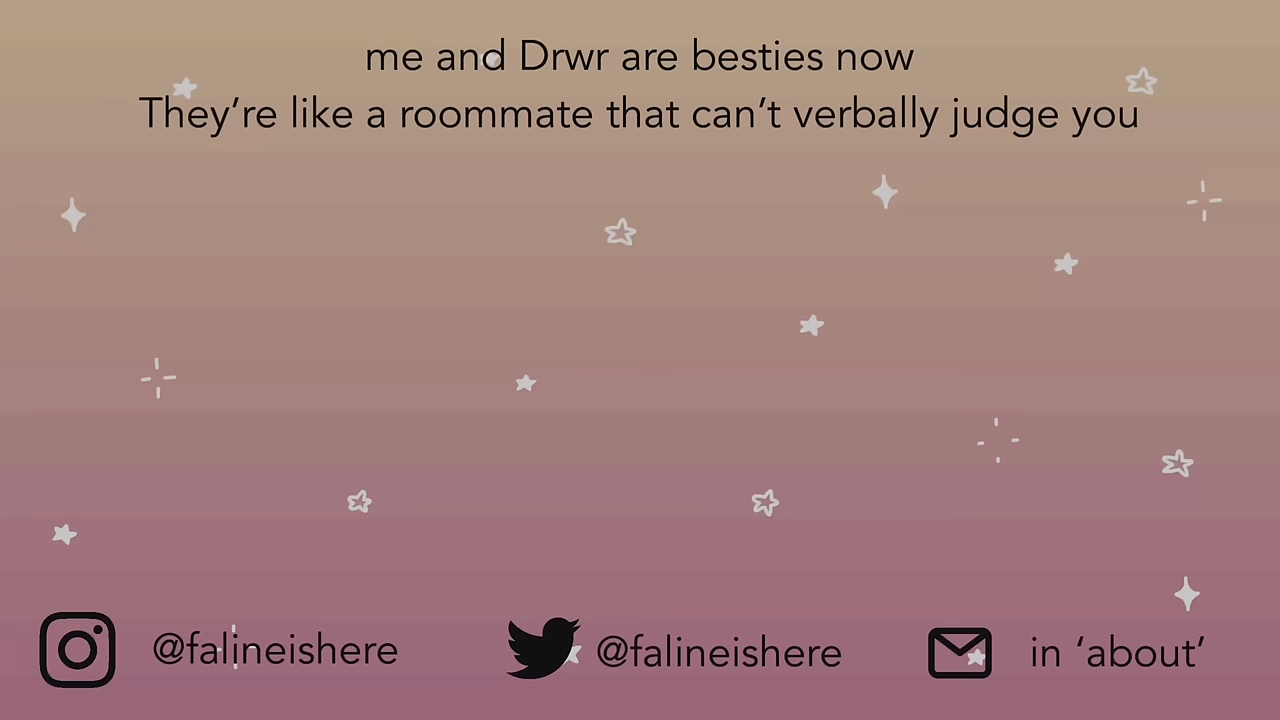 me and Drwr are besties now
They’re like a roommate that can’t verbally judge you
@falineishere
@falineishere
in ‘about’